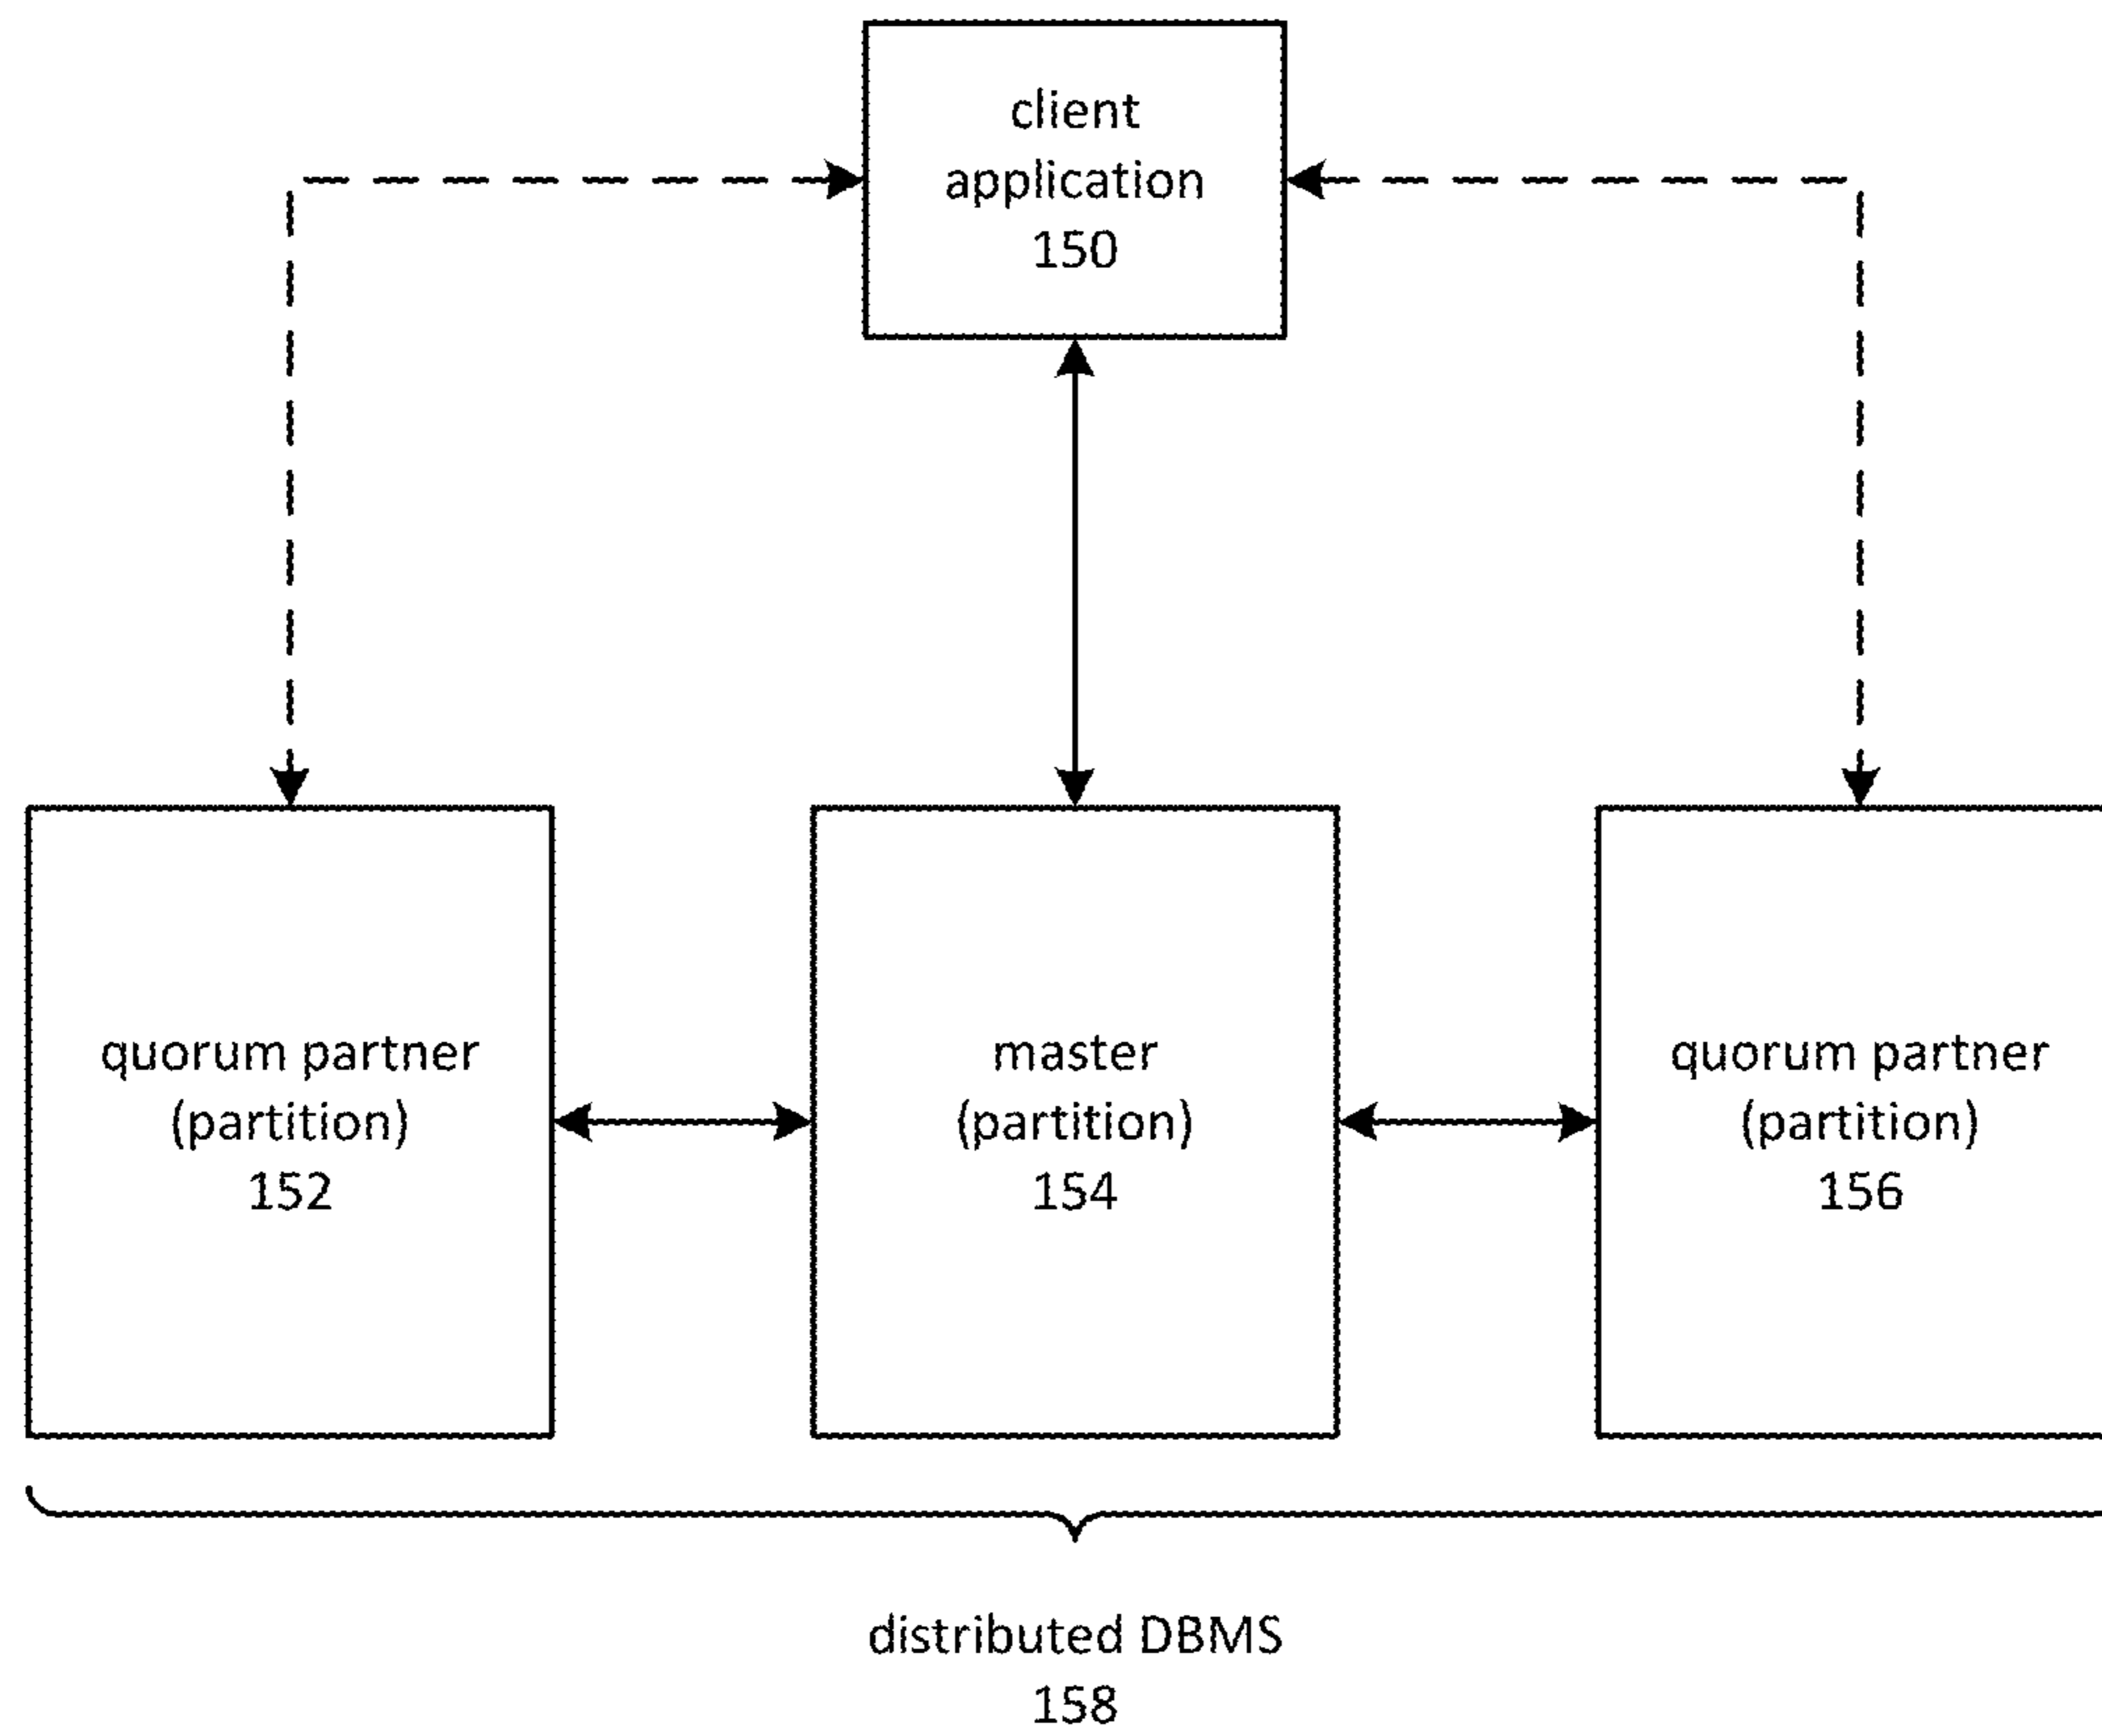 client
application
150
quorum partner
(partition)
152
master
(partition)
154
quorum partner
(partition)
156
distributed DBMS
158